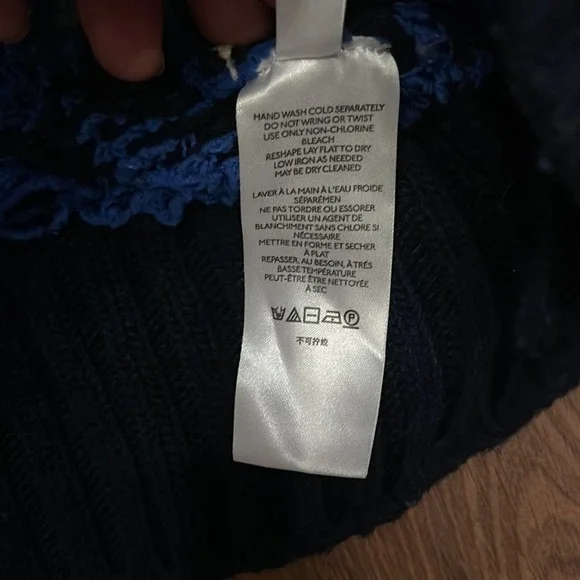 HAND WASH COLD SEPARATELY
DO NOT WRING OR TWIST
USE ONLY NON-CHLORINE
BLEACH
RESHAPE LAY FLAT TO DRY
LOW IRON AS NEEDED
MAY BE DRY CLEANED
LAVER À LA MAIN À L'EAU FROIDE
SÉPARÉMEN
NE PAS TORDRE OU ESSORER
UTILISER UN AGENT DE
BLANCHIMENT SANS CHLORE SI
NÉCESSAIRE
METTRE EN FORME ET SECHER
À PLAT
REPASSER, AU BESOIN, À TRÈS
BASSE TEMPÉRATURE
PEUT-ÊTRE ÊTRE NETTOYÉE
À SEC
P
不可拧绞